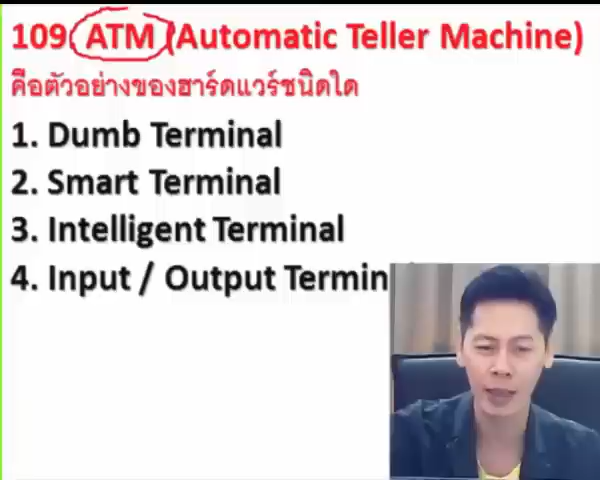 109 ATM (Automatic Teller Machine)
คือตัวอย่างของฮาร์ดแวร์ชนิดใด
1. Dumb Terminal
2. Smart Terminal
3. Intelligent Terminal
4. Input / Output Termin